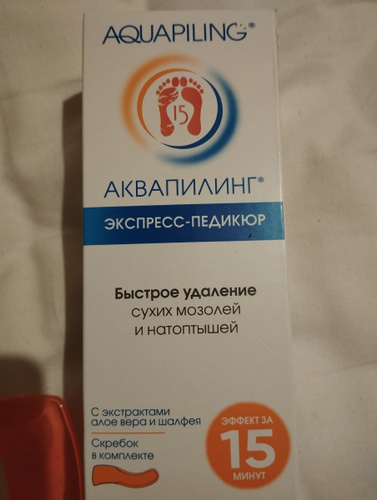 AQUAPILING®
15
АКВАПИЛИНГ®
ЭКСПРЕСС-ПЕДИКЮР
Быстрое удаление
сухих мозолей
и натоптышей
С экстрактами
алое вера и шалфея
Скребок
в комплекте
ЭФФЕКТ ЗА
15
МИНУТ